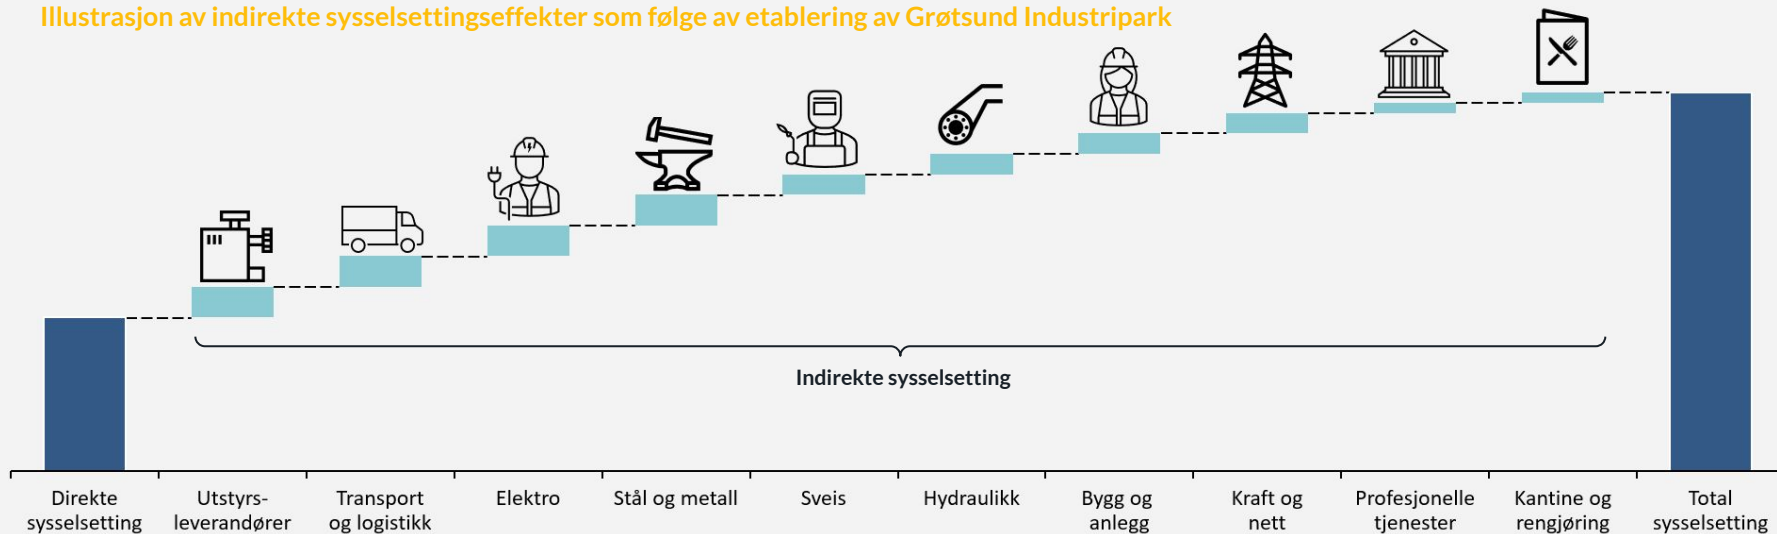 Illustrasjon av indirekte sysselsettingseffekter som følge av etablering av Grøtsund Industripark
Indirekte sysselsetting
Direkte
sysselsetting
Utstyrs-
leverandører
Transport
og logistikk
Elektro
Stål og metall
Sveis
Hydraulikk
Bygg og
anlegg
Kraft og
nett
Profesjonelle
tjenester
Kantine og
rengjøring
Total
sysselsetting